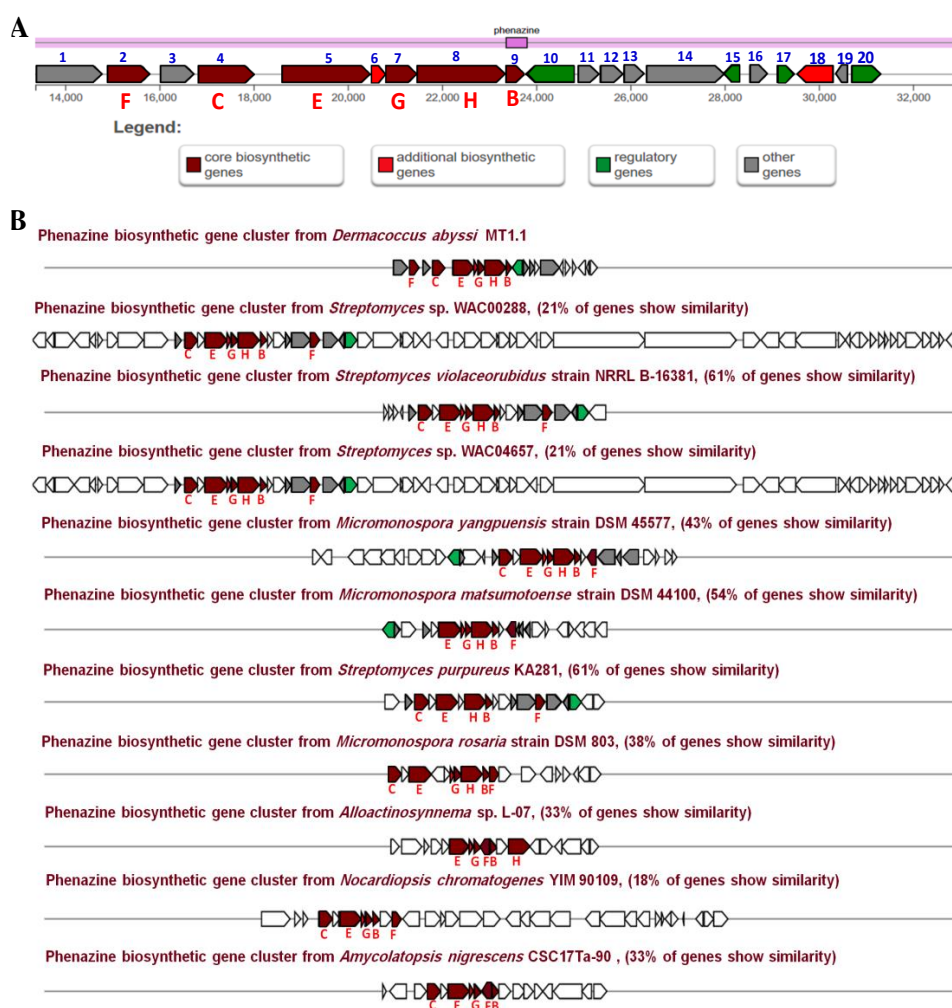 A
phenazine
1 2 3 4 5 6 7 8 9 10 11 12 13 14 15 16 17 18 19 20
14,000 16,000 18,000 20,000 22,000 24,000 26,000 28,000 30,000 32,000
F C E G H B
Legend:
core biosynthetic genes
additional biosynthetic genes
regulatory genes
other genes
B
Phenazine biosynthetic gene cluster from Dermacoccus abyssi MT1.1
F C E G H B
Phenazine biosynthetic gene cluster from Streptomyces sp. WAC00288, (21% of genes show similarity)
C E G H B F
Phenazine biosynthetic gene cluster from Streptomyces violaceorubidus strain NRRL B-16381, (61% of genes show similarity)
C E G H B F
Phenazine biosynthetic gene cluster from Streptomyces sp. WAC04657, (21% of genes show similarity)
C E G H B F
Phenazine biosynthetic gene cluster from Micromonospora yangpuensis strain DSM 45577, (43% of genes show similarity)
C E G H B F
Phenazine biosynthetic gene cluster from Micromonospora matsumotoense strain DSM 44100, (54% of genes show similarity)
E G H B F
Phenazine biosynthetic gene cluster from Streptomyces purpureus KA281, (61% of genes show similarity)
C E H B F
Phenazine biosynthetic gene cluster from Micromonospora rosaria strain DSM 803, (38% of genes show similarity)
C E G H B F
Phenazine biosynthetic gene cluster from Alloactinosynnema sp. L-07, (33% of genes show similarity)
E G F B H
Phenazine biosynthetic gene cluster from Nocardiopsis chromatogenes YIM 90109, (18% of genes show similarity)
C E G B F
Phenazine biosynthetic gene cluster from Amycolatopsis nigrescens CSC17Ta-90 , (33% of genes show similarity)
C E G F B